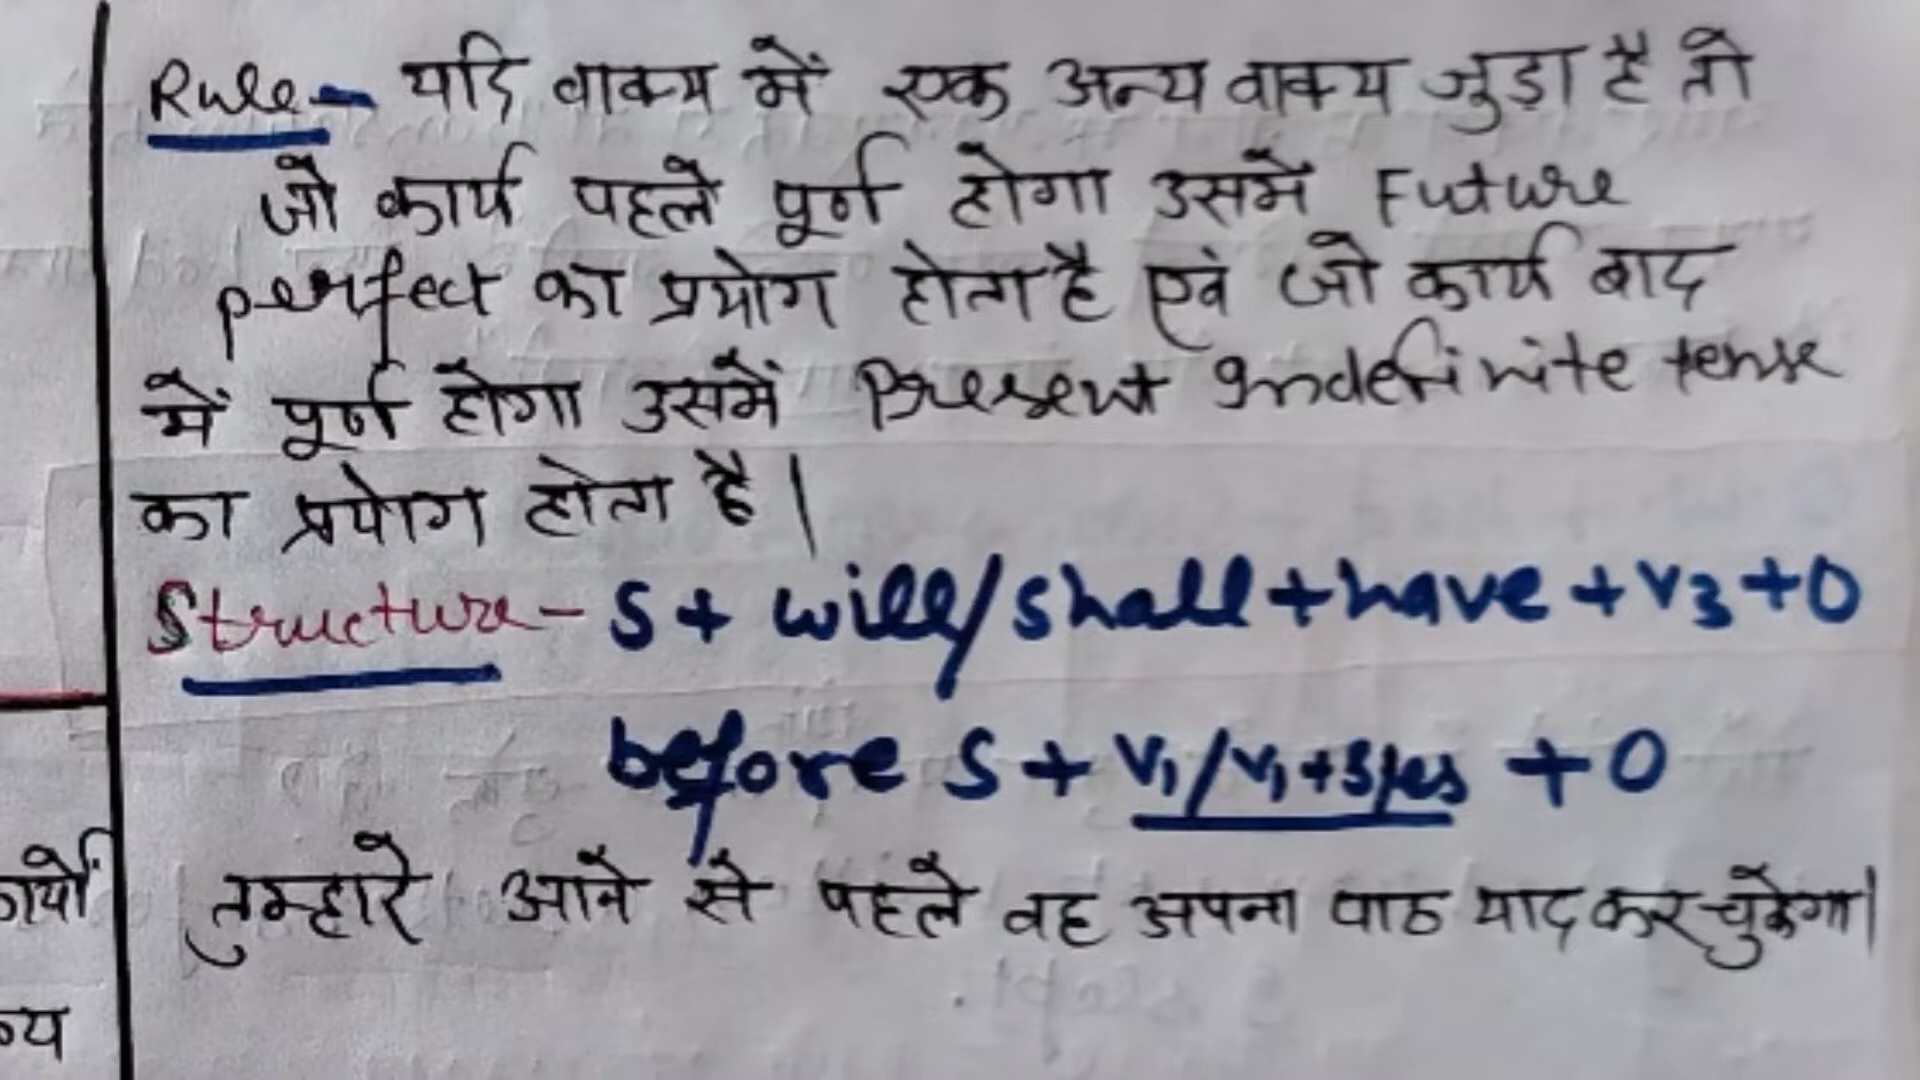 Rule - यदि वाक्य में एक अन्य वाक्य जुड़ा है तो
जो कार्य पहले पूर्ण होगा उसमें Future
perfect का प्रयोग होता है एवं जो कार्य बाद
में पूर्ण होगा उसमें Present Indefinite tense
का प्रयोग होता है।
Structure - S + will/shall + have + V3 + O
before S + V1/V1+s/es + O
तुम्हारे आने से पहले वह अपना पाठ याद कर चुकेगा।